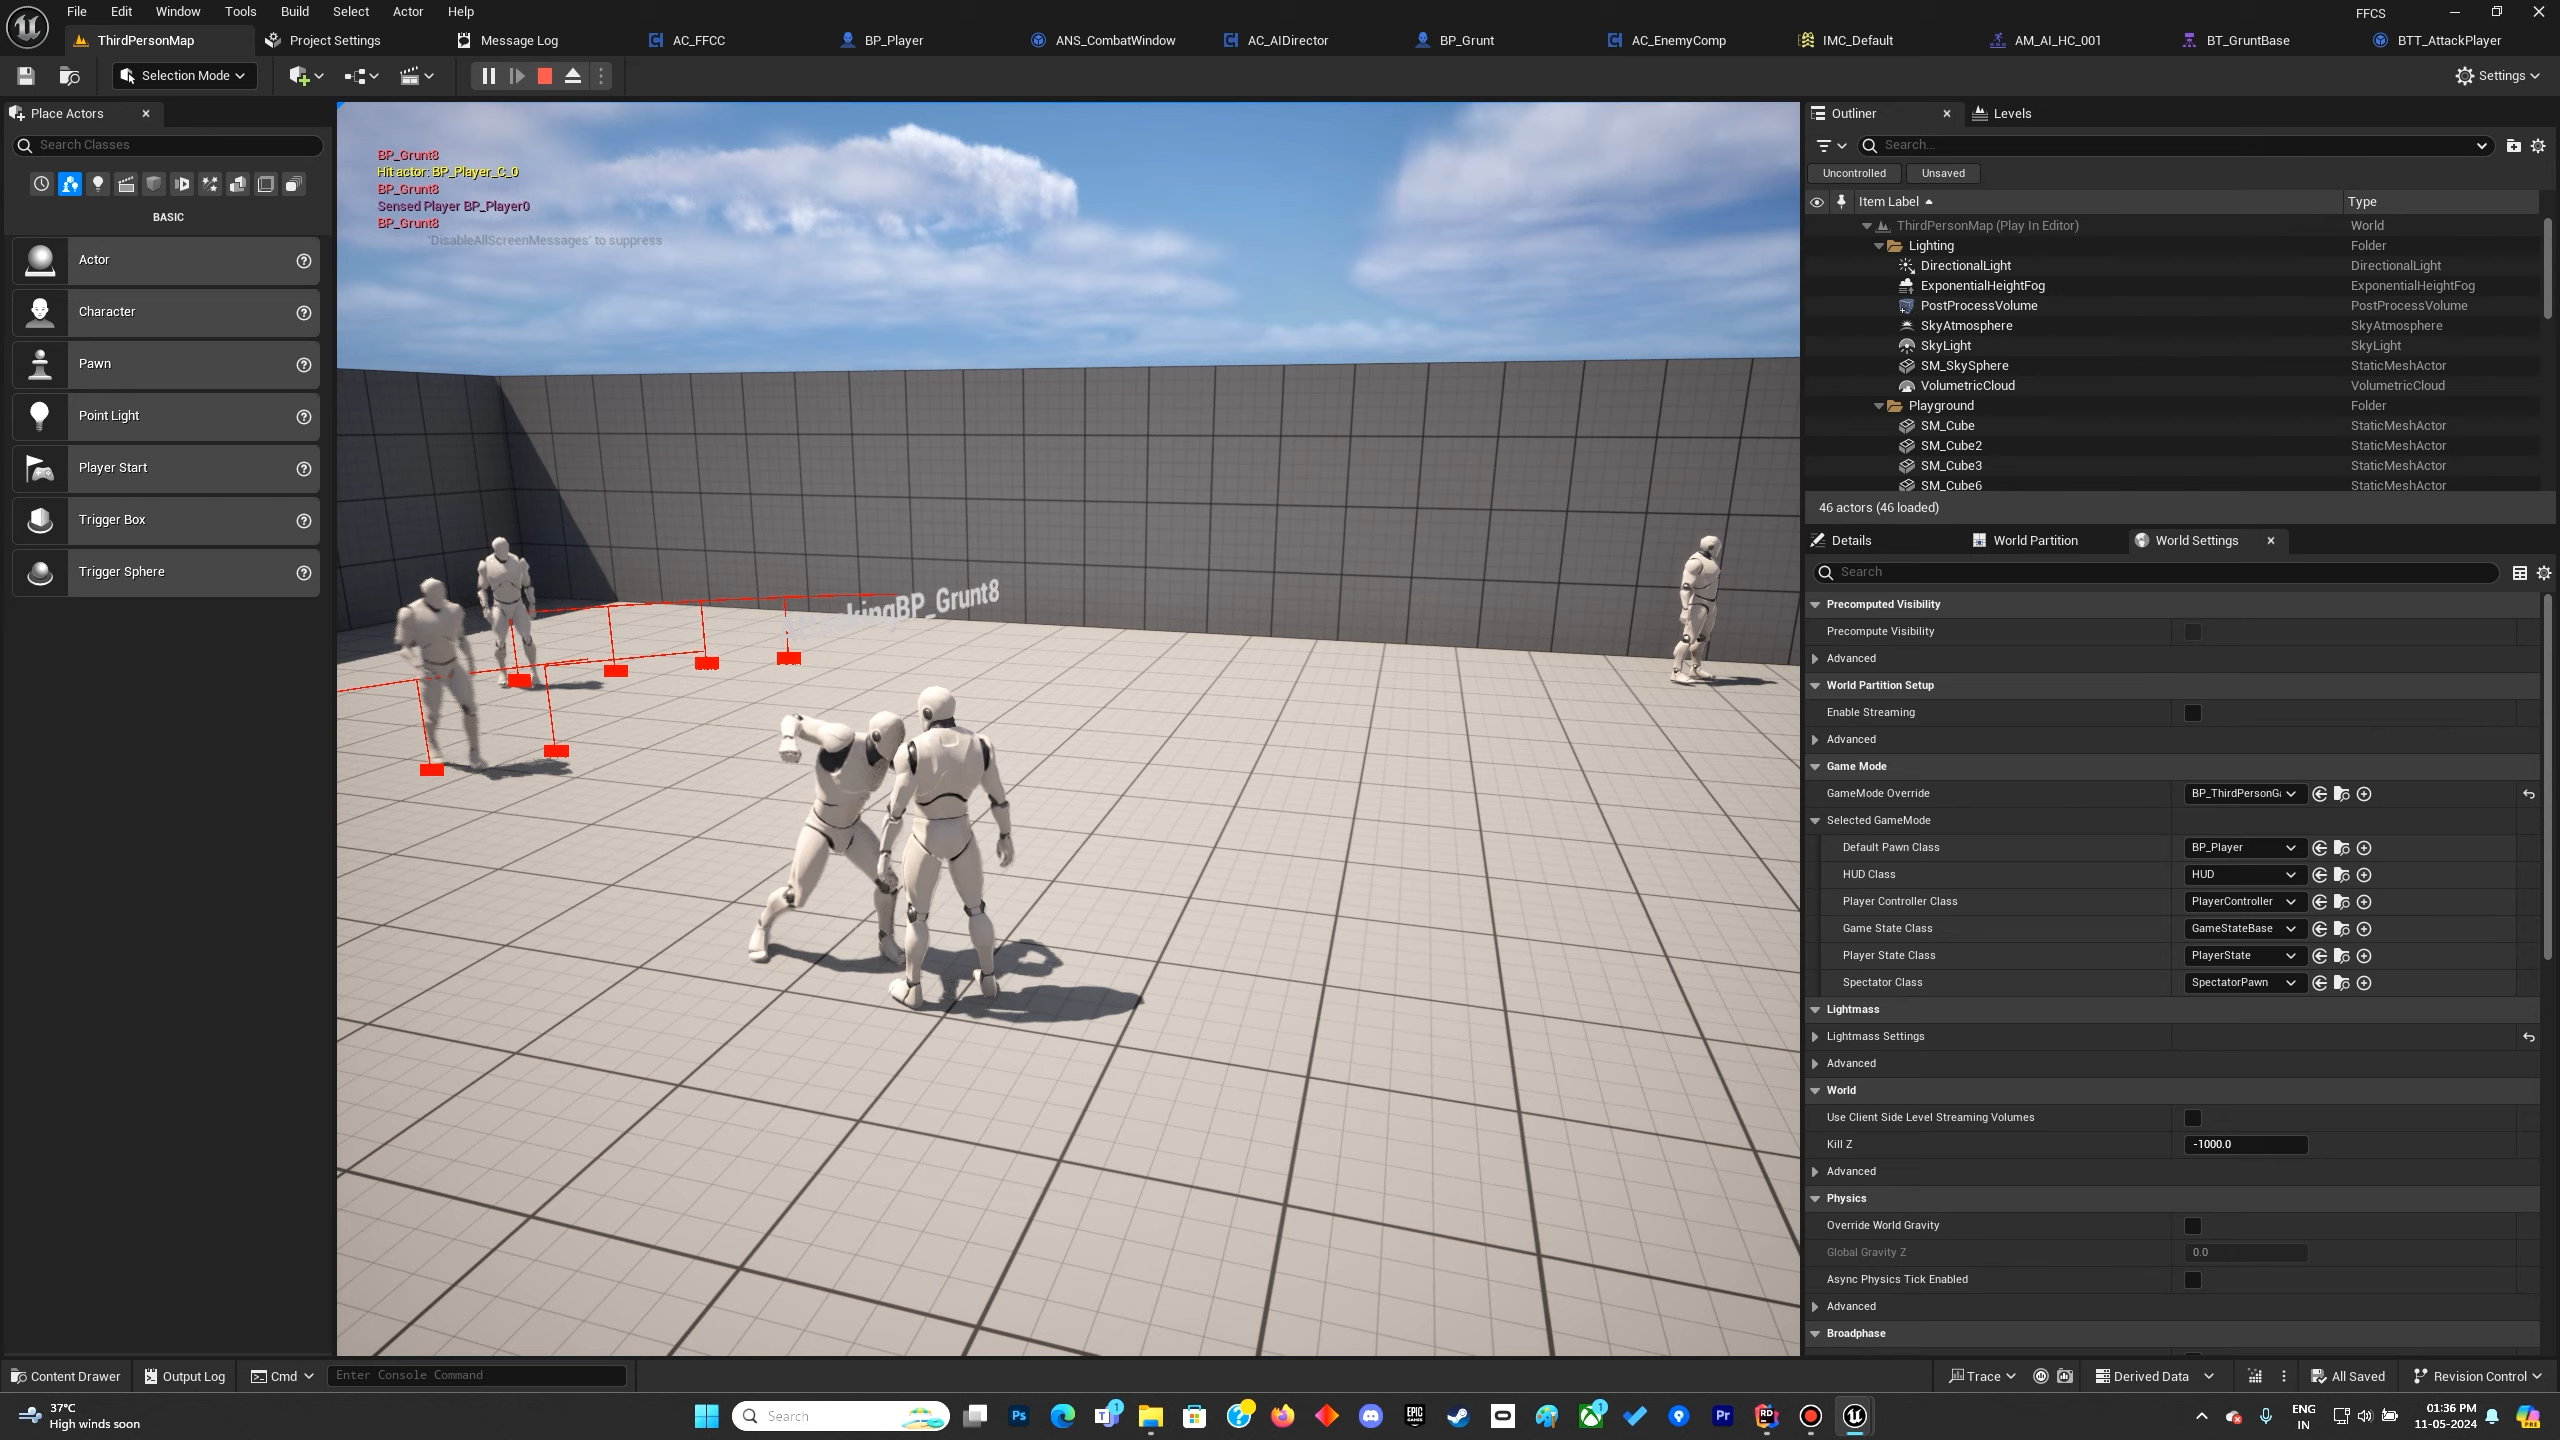 File Edit Window Tools Build Select Actor Help
FFCS
ThirdPersonMap
Project Settings
Message Log
AC_FFCC
BP_Player
ANS_CombatWindow
AC_AIDirector
BP_Grunt
AC_EnemyComp
IMC_Default
AM_AI_HC_001
BT_GruntBase
BTT_AttackPlayer
Selection Mode
Settings
Place Actors
Search Classes
BASIC
Actor
Character
Pawn
Point Light
Player Start
Trigger Box
Trigger Sphere
BP_Grunt8
Hit actor: BP_Player_C_0
BP_Grunt8
Sensed Player BP_Player0
BP_Grunt8
'DisableAllScreenMessages' to suppress
BP_Grunt8
Outliner
Levels
Search...
Uncontrolled
Unsaved
Item Label
Type
ThirdPersonMap (Play In Editor) World
Lighting Folder
DirectionalLight DirectionalLight
ExponentialHeightFog ExponentialHeightFog
PostProcessVolume PostProcessVolume
SkyAtmosphere SkyAtmosphere
SkyLight SkyLight
SM_SkySphere StaticMeshActor
VolumetricCloud VolumetricCloud
Playground Folder
SM_Cube StaticMeshActor
SM_Cube2 StaticMeshActor
SM_Cube3 StaticMeshActor
SM_Cube6 StaticMeshActor
46 actors (46 loaded)
Details
World Partition
World Settings
Search
Precomputed Visibility
Precompute Visibility
Advanced
World Partition Setup
Enable Streaming
Advanced
Game Mode
GameMode Override BP_ThirdPersonGa
Selected GameMode
Default Pawn Class BP_Player
HUD Class HUD
Player Controller Class PlayerController
Game State Class GameStateBase
Player State Class PlayerState
Spectator Class SpectatorPawn
Lightmass
Lightmass Settings
Advanced
World
Use Client Side Level Streaming Volumes
Kill Z -1000.0
Advanced
Physics
Override World Gravity
Global Gravity Z 0.0
Async Physics Tick Enabled
Advanced
Broadphase
Content Drawer
Output Log
Cmd
Enter Console Command
Trace
Derived Data
All Saved
Revision Control
37°C
High winds soon
Search
Ps
1
EPIC
GAMES
1
Pr
RD
ENG
IN
01:36 PM
11-05-2024
PRE